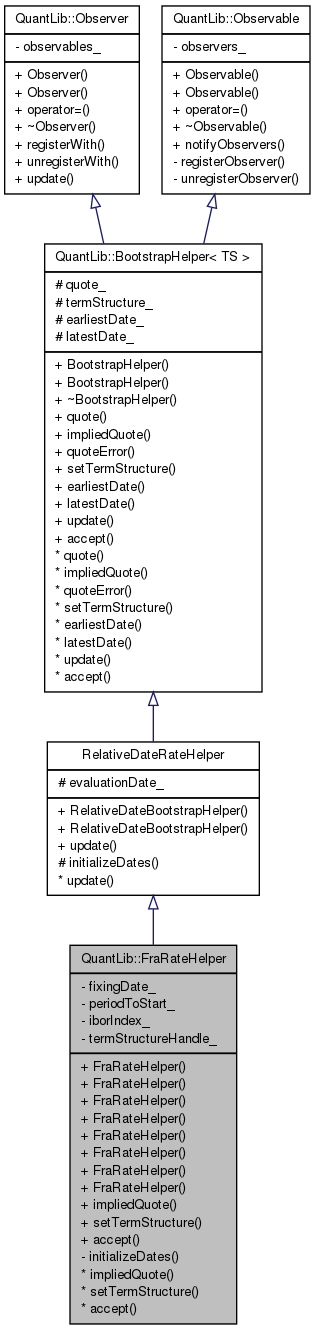 QuantLib::Observer
- observables_
+ Observer()
+ Observer()
+ operator=()
+ ~Observer()
+ registerWith()
+ unregisterWith()
+ update()
QuantLib::Observable
- observers_
+ Observable()
+ Observable()
+ operator=()
+ ~Observable()
+ notifyObservers()
- registerObserver()
- unregisterObserver()
QuantLib::BootstrapHelper< TS >
# quote_
# termStructure_
# earliestDate_
# latestDate_
+ BootstrapHelper()
+ BootstrapHelper()
+ ~BootstrapHelper()
+ quote()
+ impliedQuote()
+ quoteError()
+ setTermStructure()
+ earliestDate()
+ latestDate()
+ update()
+ accept()
* quote()
* impliedQuote()
* quoteError()
* setTermStructure()
* earliestDate()
* latestDate()
* update()
* accept()
RelativeDateRateHelper
# evaluationDate_
+ RelativeDateBootstrapHelper()
+ RelativeDateBootstrapHelper()
+ update()
# initializeDates()
* update()
QuantLib::FraRateHelper
- fixingDate_
- periodToStart_
- iborIndex_
- termStructureHandle_
+ FraRateHelper()
+ FraRateHelper()
+ FraRateHelper()
+ FraRateHelper()
+ FraRateHelper()
+ FraRateHelper()
+ FraRateHelper()
+ FraRateHelper()
+ impliedQuote()
+ setTermStructure()
+ accept()
- initializeDates()
* impliedQuote()
* setTermStructure()
* accept()